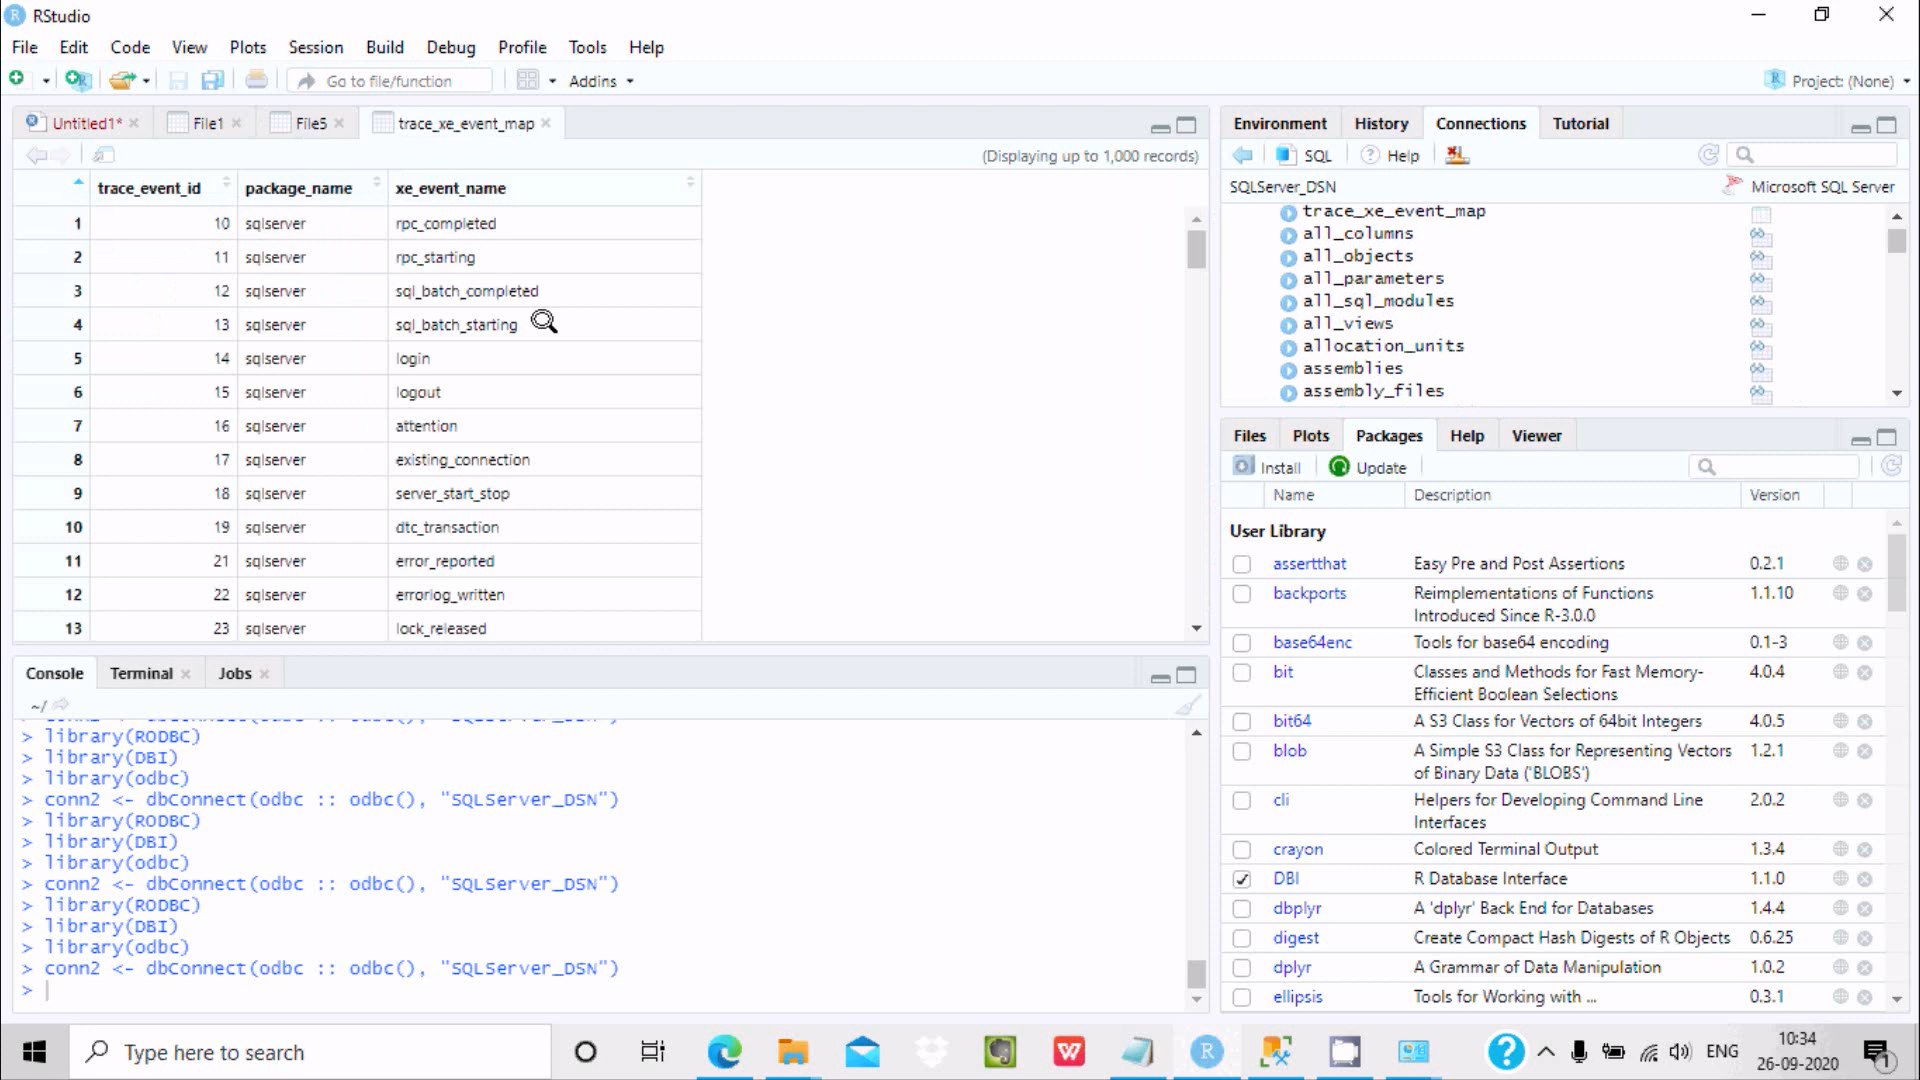 RStudio
File Edit Code View Plots Session Build Debug Profile Tools Help
Go to file/function Addins Project: (None)
Untitled1* File1 File5 trace_xe_event_map
(Displaying up to 1,000 records)
trace_event_id package_name xe_event_name
1 10 sqlserver rpc_completed
2 11 sqlserver rpc_starting
3 12 sqlserver sql_batch_completed
4 13 sqlserver sql_batch_starting
5 14 sqlserver login
6 15 sqlserver logout
7 16 sqlserver attention
8 17 sqlserver existing_connection
9 18 sqlserver server_start_stop
10 19 sqlserver dtc_transaction
11 21 sqlserver error_reported
12 22 sqlserver errorlog_written
13 23 sqlserver lock_released
Console Terminal Jobs
~/
> conn2 <- dbConnect(odbc :: odbc(), "SQLServer_DSN")
> library(RODBC)
> library(DBI)
> library(odbc)
> conn2 <- dbConnect(odbc :: odbc(), "SQLServer_DSN")
> library(RODBC)
> library(DBI)
> library(odbc)
> conn2 <- dbConnect(odbc :: odbc(), "SQLServer_DSN")
> library(RODBC)
> library(DBI)
> library(odbc)
> conn2 <- dbConnect(odbc :: odbc(), "SQLServer_DSN")
>
Environment History Connections Tutorial
SQL Help
SQLServer_DSN Microsoft SQL Server
trace_xe_event_map
all_columns
all_objects
all_parameters
all_sql_modules
all_views
allocation_units
assemblies
assembly_files
Files Plots Packages Help Viewer
Install Update
Name Description Version
User Library
assertthat Easy Pre and Post Assertions 0.2.1
backports Reimplementations of Functions 1.1.10
Introduced Since R-3.0.0
base64enc Tools for base64 encoding 0.1-3
bit Classes and Methods for Fast Memory- 4.0.4
Efficient Boolean Selections
bit64 A S3 Class for Vectors of 64bit Integers 4.0.5
blob A Simple S3 Class for Representing Vectors 1.2.1
of Binary Data ('BLOBS')
cli Helpers for Developing Command Line 2.0.2
Interfaces
crayon Colored Terminal Output 1.3.4
DBI R Database Interface 1.1.0
dbplyr A 'dplyr' Back End for Databases 1.4.4
digest Create Compact Hash Digests of R Objects 0.6.25
dplyr A Grammar of Data Manipulation 1.0.2
ellipsis Tools for Working with ... 0.3.1
Type here to search
ENG
10:34
26-09-2020
1